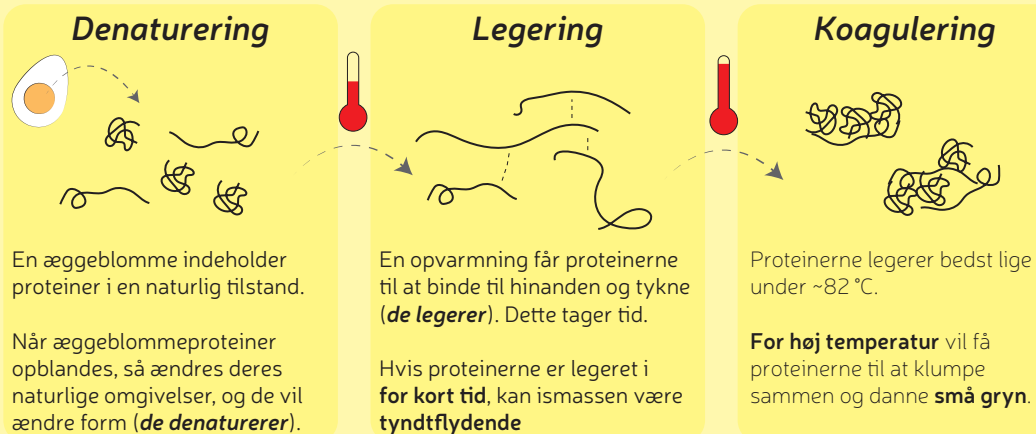 Denaturering
En æggeblomme indeholder
proteiner i en naturlig tilstand.
Når æggeblommeproteiner
opblandes, så ændres deres
naturlige omgivelser, og de vil
ændre form (de denaturerer).
Legering
En opvarmning får proteinerne
til at binde til hinanden og tykne
(de legerer). Dette tager tid.
Hvis proteinerne er legeret i
for kort tid, kan ismassen være
tyndtflydende
Koagulering
Proteinerne legerer bedst lige
under ~82 °C.
For høj temperatur vil få
proteinerne til at klumpe
sammen og danne små gryn.